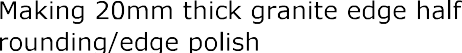 Making 20mm thick granite edge half
rounding/edge polish